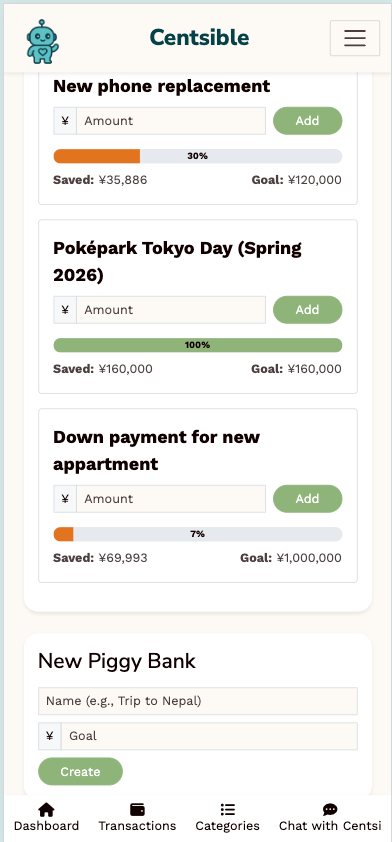 Centsible
New phone replacement
¥ Amount Add
30%
Saved: ¥35,886 Goal: ¥120,000
Poképark Tokyo Day (Spring
2026)
¥ Amount Add
100%
Saved: ¥160,000 Goal: ¥160,000
Down payment for new
appartment
¥ Amount Add
7%
Saved: ¥69,993 Goal: ¥1,000,000
New Piggy Bank
Name (e.g., Trip to Nepal)
¥ Goal
Create
Dashboard Transactions Categories Chat with Centsi